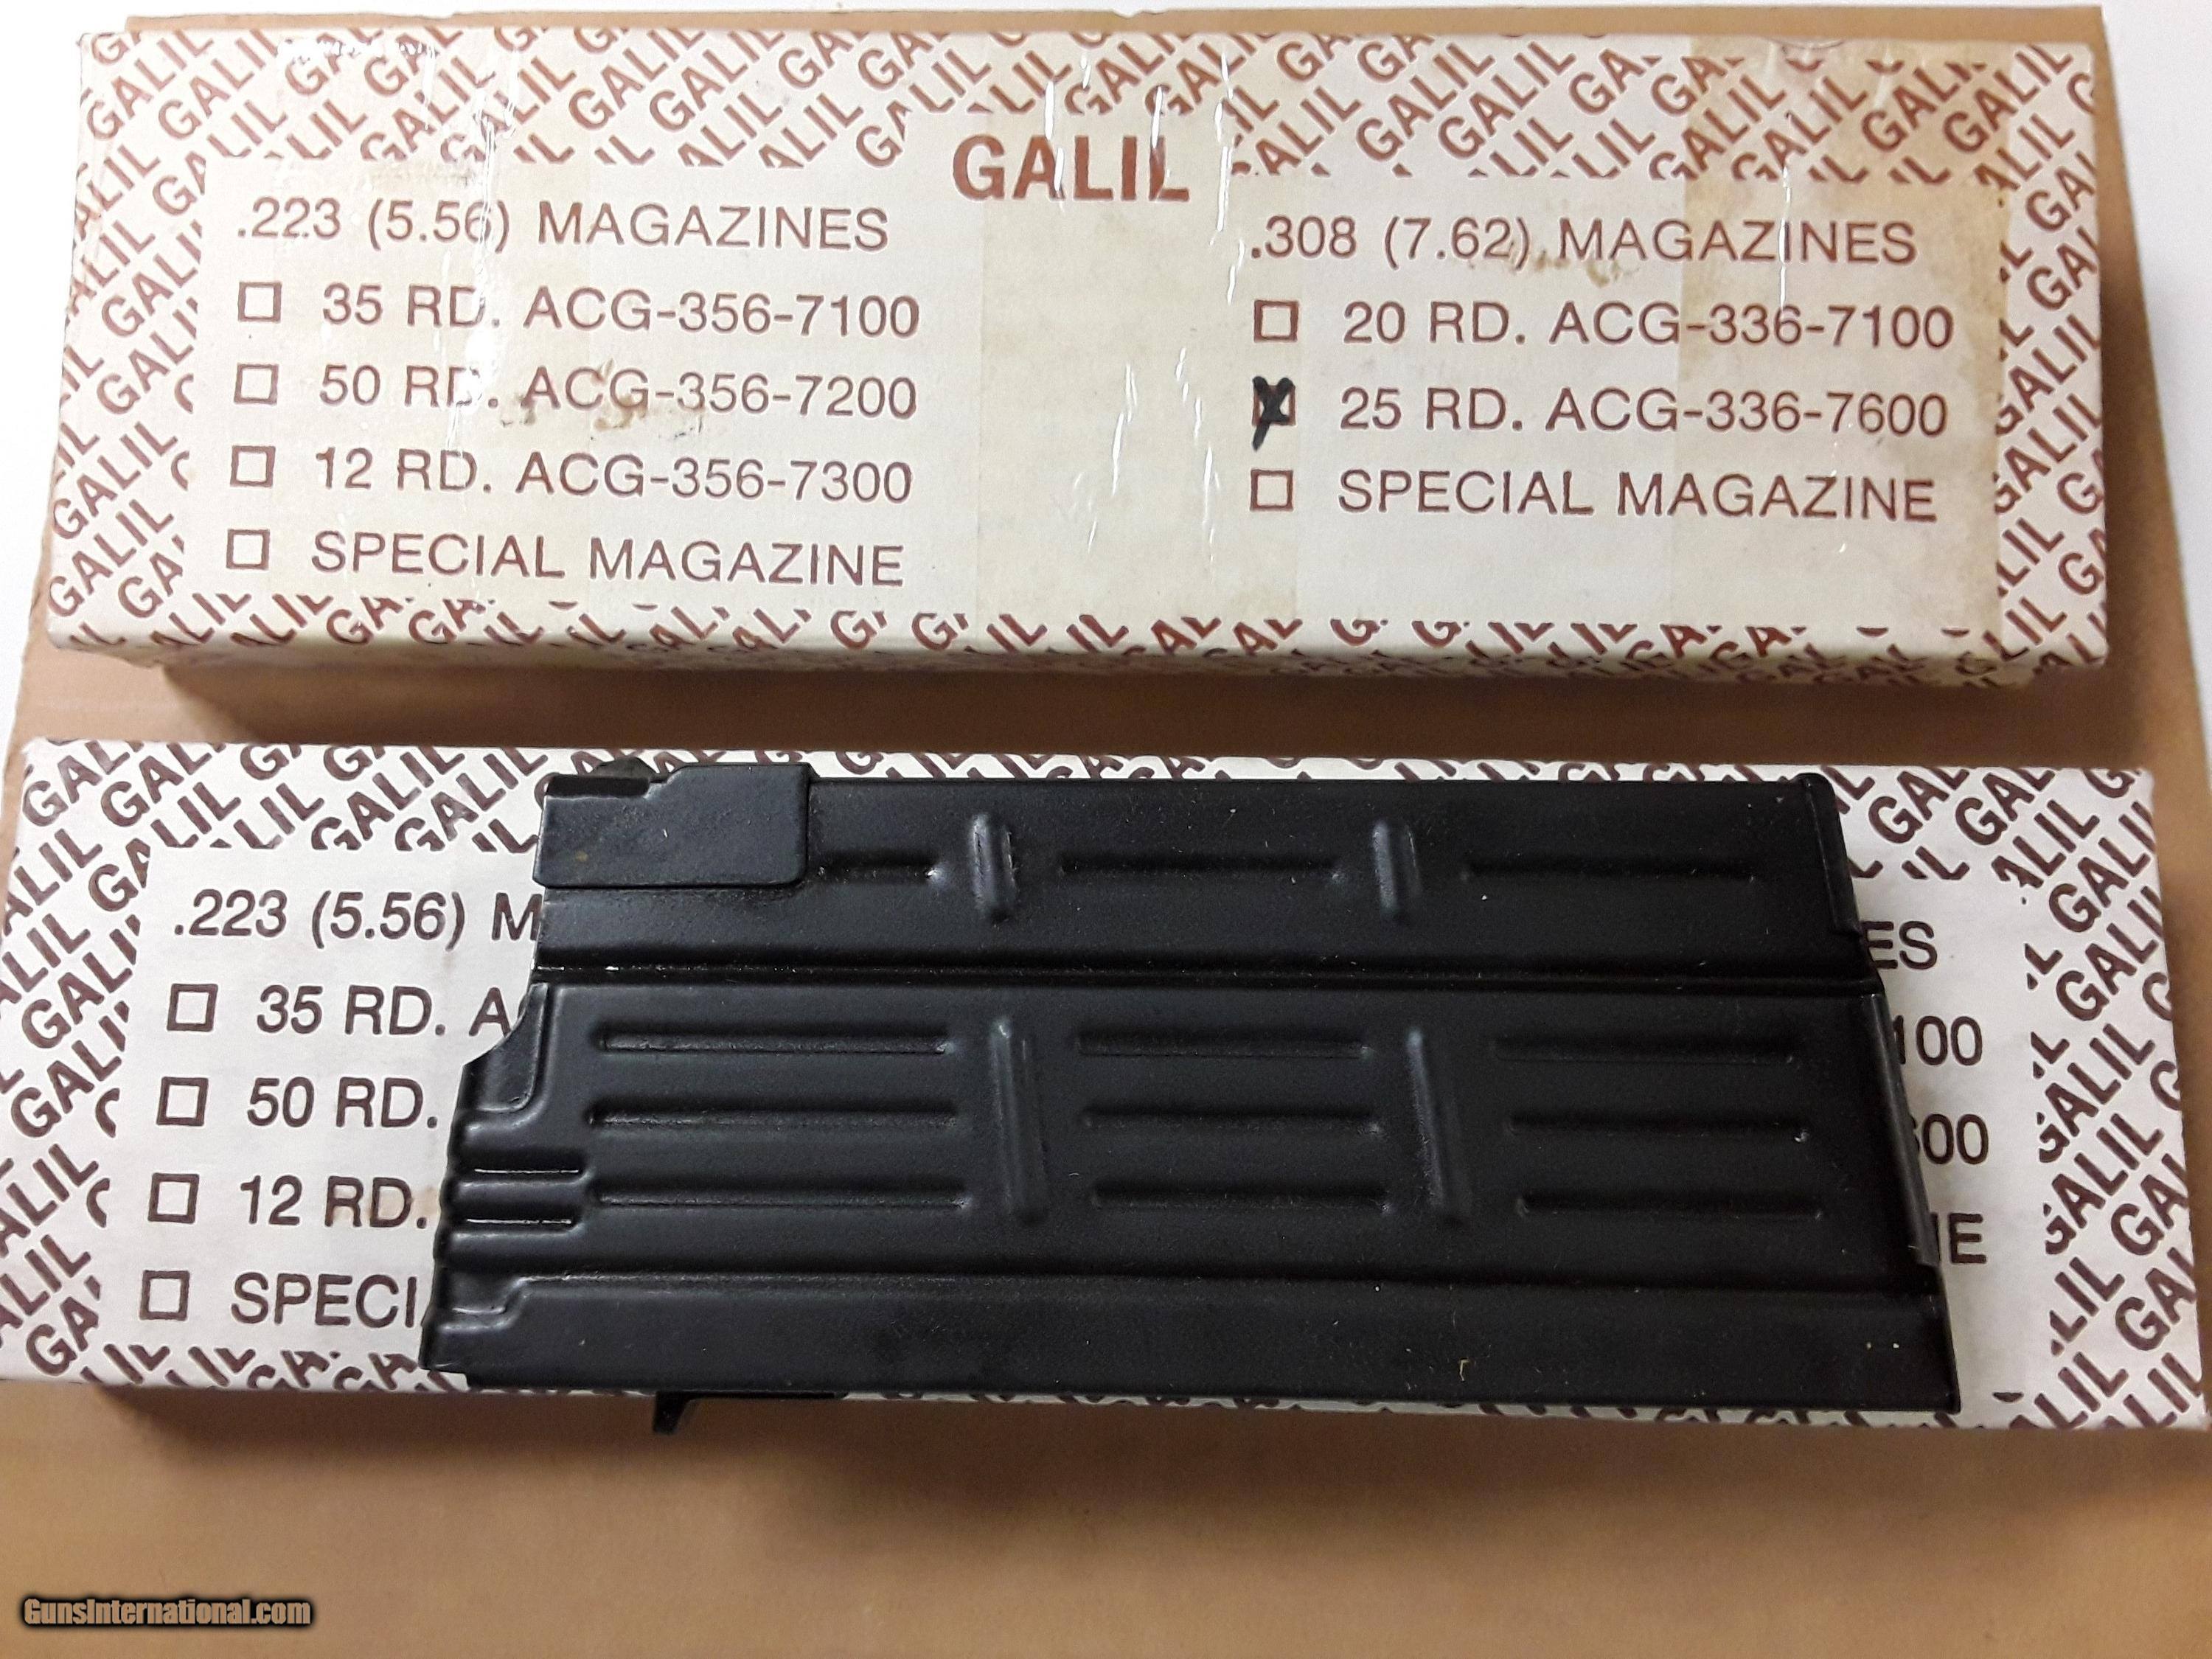 GALIL
.223 (5.56) MAGAZINES
35 RD. ACG-356-7100
50 RD. ACG-356-7200
12 RD. ACG-356-7300
SPECIAL MAGAZINE
.308 (7.62) MAGAZINES
20 RD. ACG-336-7100
25 RD. ACG-336-7600
SPECIAL MAGAZINE
.223 (5.56) M
35 RD. A
50 RD.
12 RD.
SPECI
ES
100
600
NE
GunsInternational.com